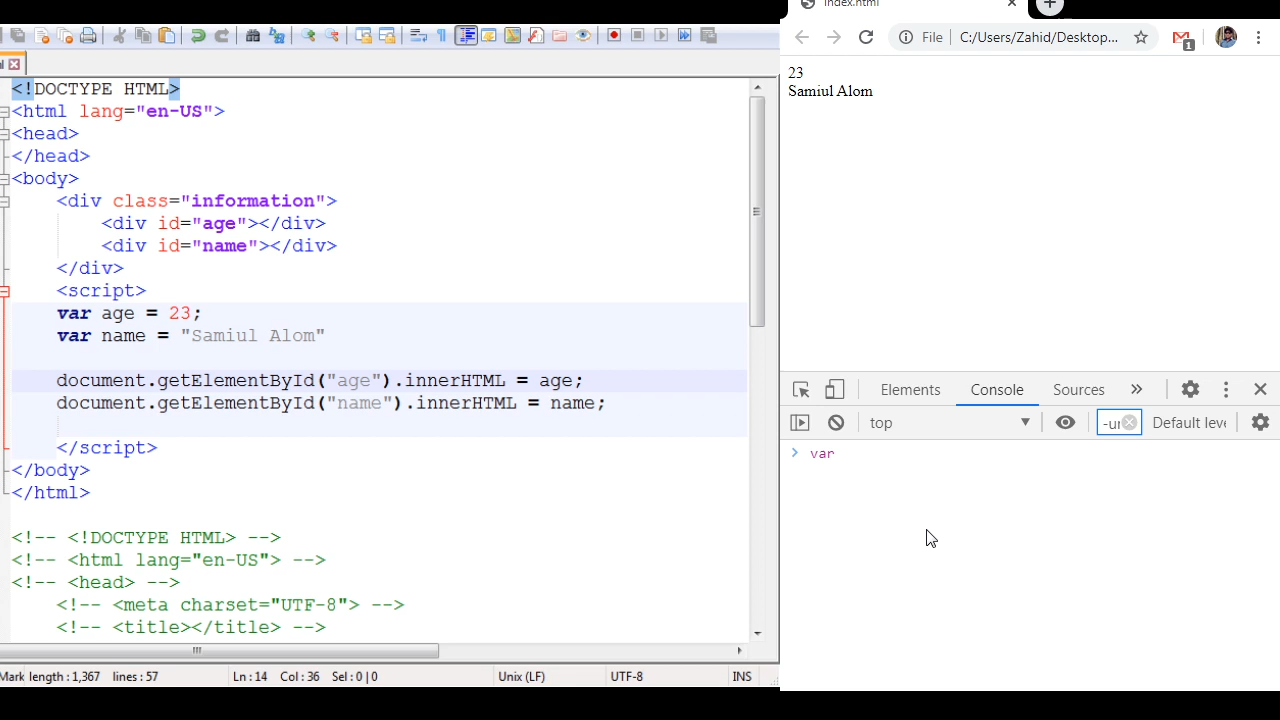 <!DOCTYPE HTML>
<html lang="en-US">
<head>
</head>
<body>
<div class="information">
<div id="age"></div>
<div id="name"></div>
</div>
<script>
var age = 23;
var name = "Samiul Alom"
document.getElementById("age").innerHTML = age;
document.getElementById("name").innerHTML = name;
</script>
</body>
</html>
<!-- <!DOCTYPE HTML> -->
<!-- <html lang="en-US"> -->
<!-- <head> -->
<!-- <meta charset="UTF-8"> -->
<!-- <title></title> -->
Mark length : 1,367 lines : 57 Ln : 14 Col : 36 Sel : 0 | 0 Unix (LF) UTF-8 INS
index.html
File C:/Users/Zahid/Desktop... 1
23
Samiul Alom
Elements Console Sources »
top -ur Default leve
> var